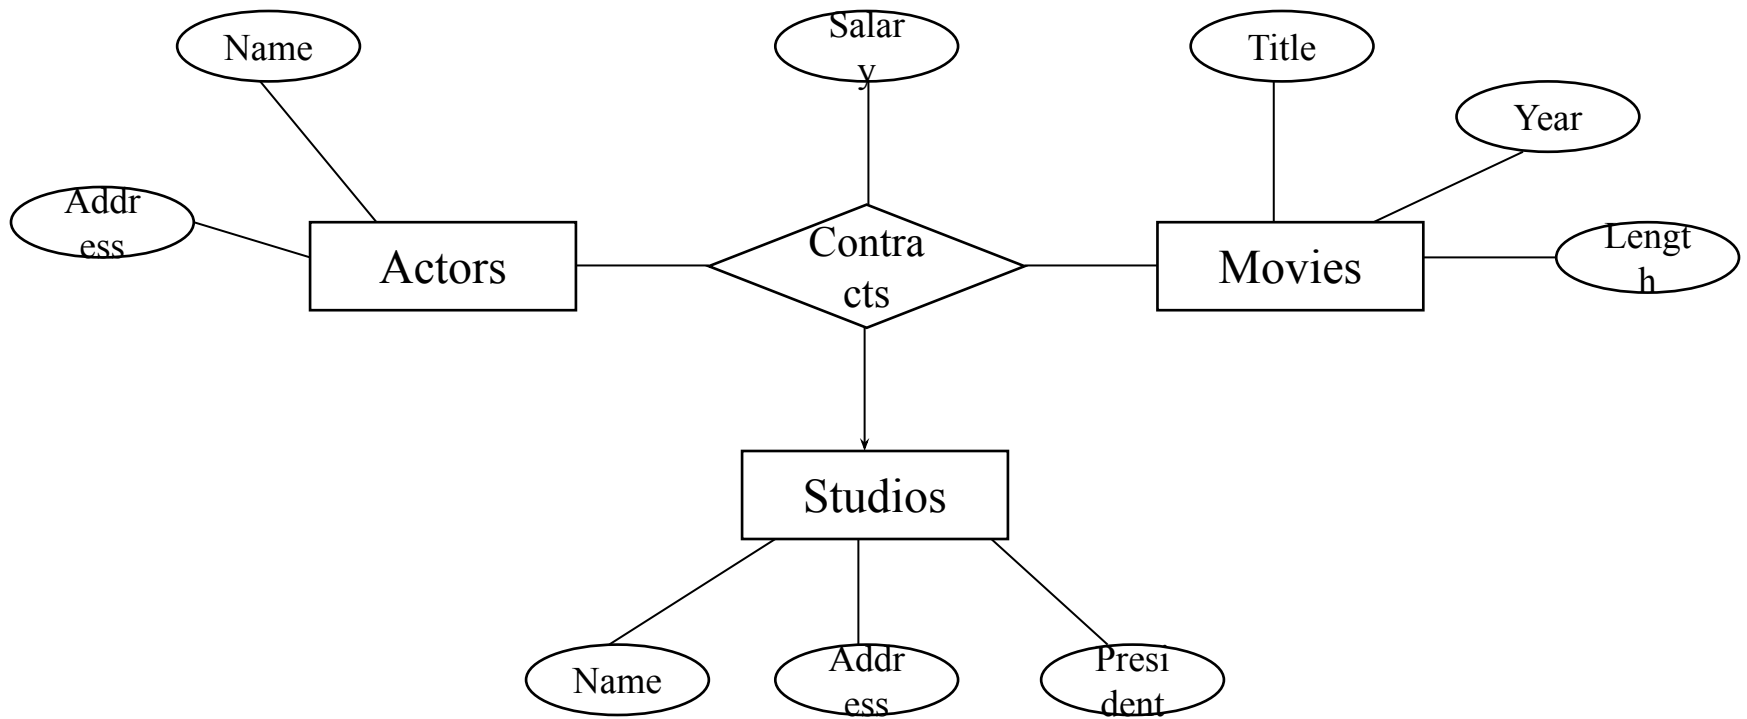 Name
Salar
y
Title
Year
Addr
ess
Actors
Contra
cts
Movies
Lengt
h
Studios
Name
Addr
ess
Presi
dent